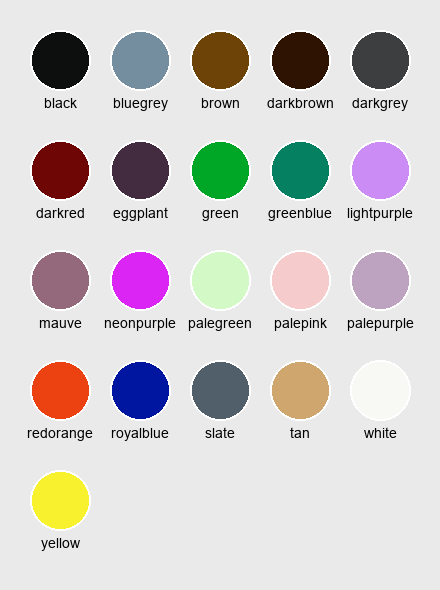 black bluegrey brown darkbrown darkgrey
darkred eggplant green greenblue lightpurple
mauve neonpurple palegreen palepink palepurple
redorange royalblue slate tan white
yellow